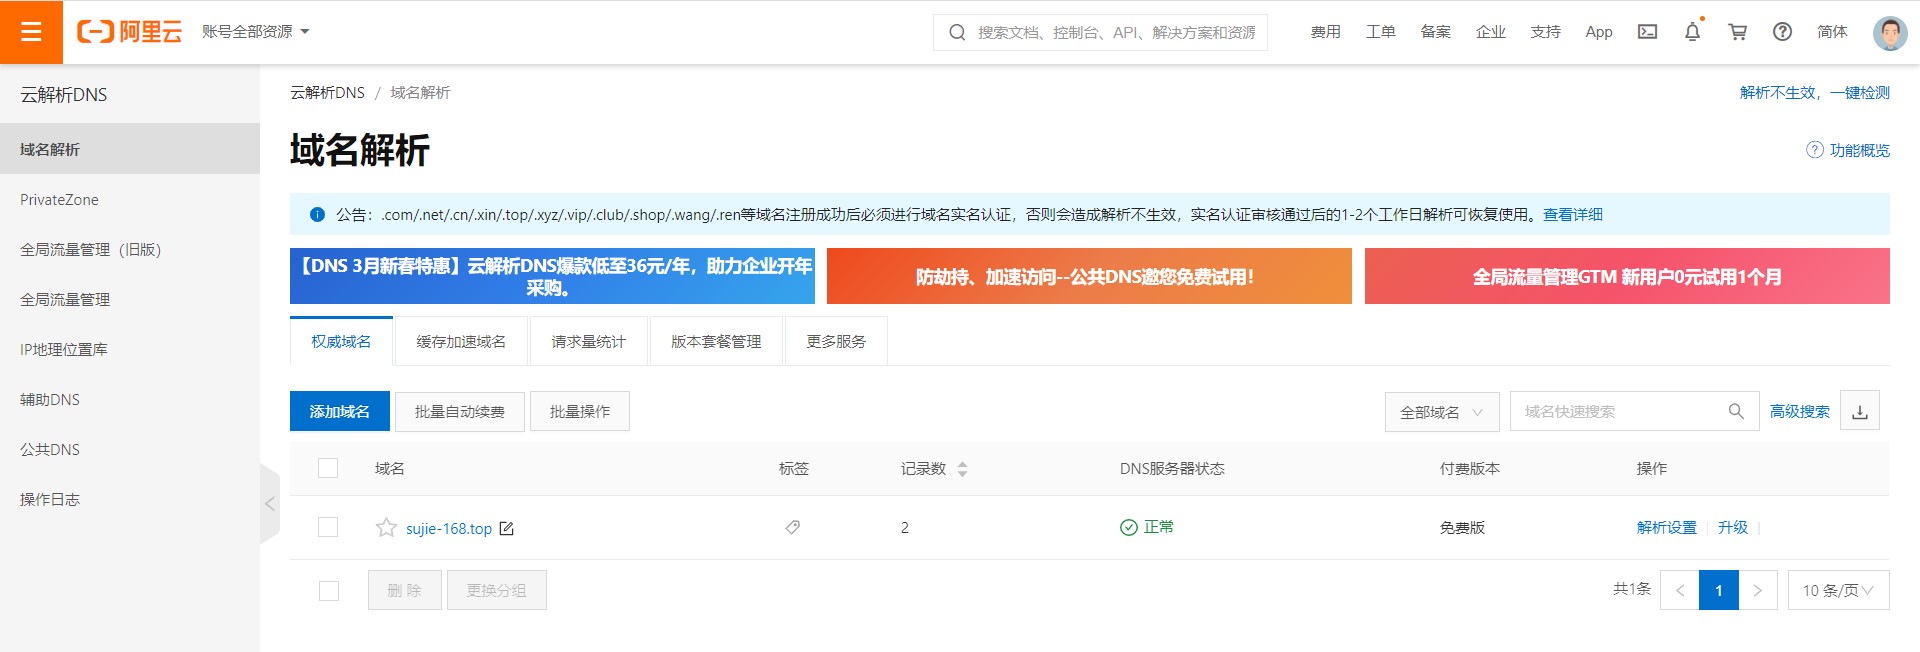 阿里云
账号全部资源
搜索文档、控制台、API、解决方案和资源
费用
工单
备案
企业
支持
App
简体
云解析DNS
域名解析
PrivateZone
全局流量管理（旧版）
全局流量管理
IP地理位置库
辅助DNS
公共DNS
操作日志
云解析DNS / 域名解析
解析不生效，一键检测
域名解析
功能概览
公告：.com/.net/.cn/.xin/.top/.xyz/.vip/.club/.shop/.wang/.ren等域名注册成功后必须进行域名实名认证，否则会造成解析不生效，实名认证审核通过后的1-2个工作日解析可恢复使用。查看详细
【DNS 3月新春特惠】云解析DNS爆款低至36元/年，助力企业开年
采购。
防劫持、加速访问--公共DNS邀您免费试用！
全局流量管理GTM 新用户0元试用1个月
权威域名
缓存加速域名
请求量统计
版本套餐管理
更多服务
添加域名
批量自动续费
批量操作
全部域名
域名快速搜索
高级搜索
域名
标签
记录数
DNS服务器状态
付费版本
操作
sujie-168.top
2
正常
免费版
解析设置
升级
删 除
更换分组
共1条
<
1
>
10 条/页